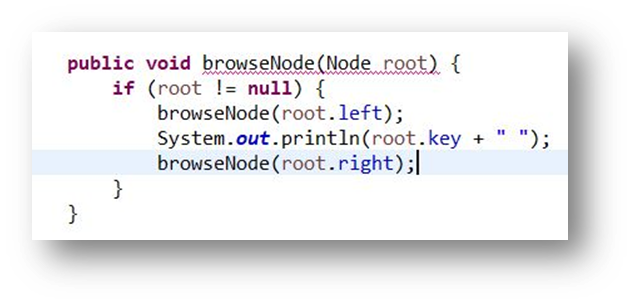 public void browseNode(Node root) {
    if (root != null) {
        browseNode(root.left);
        System.out.println(root.key + " ");
        browseNode(root.right);
    }
}